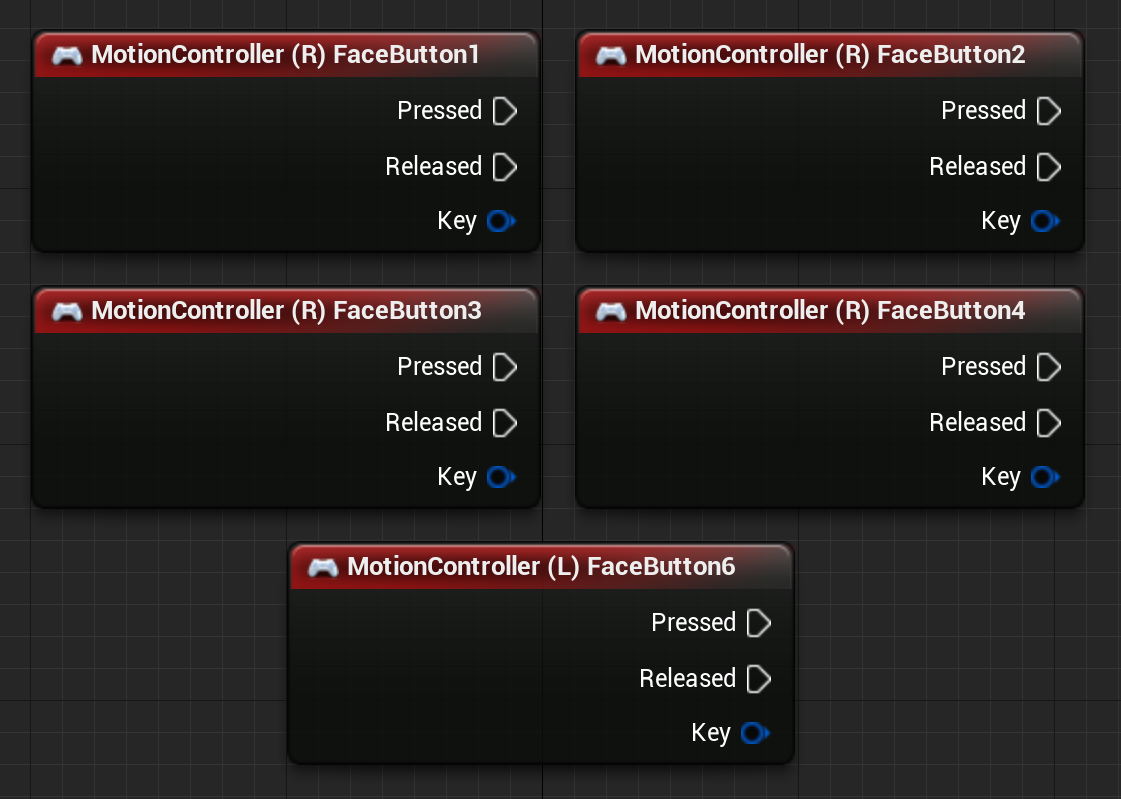 MotionController (R) FaceButton1
Pressed
Released
Key
MotionController (R) FaceButton2
Pressed
Released
Key
MotionController (R) FaceButton3
Pressed
Released
Key
MotionController (R) FaceButton4
Pressed
Released
Key
MotionController (L) FaceButton6
Pressed
Released
Key